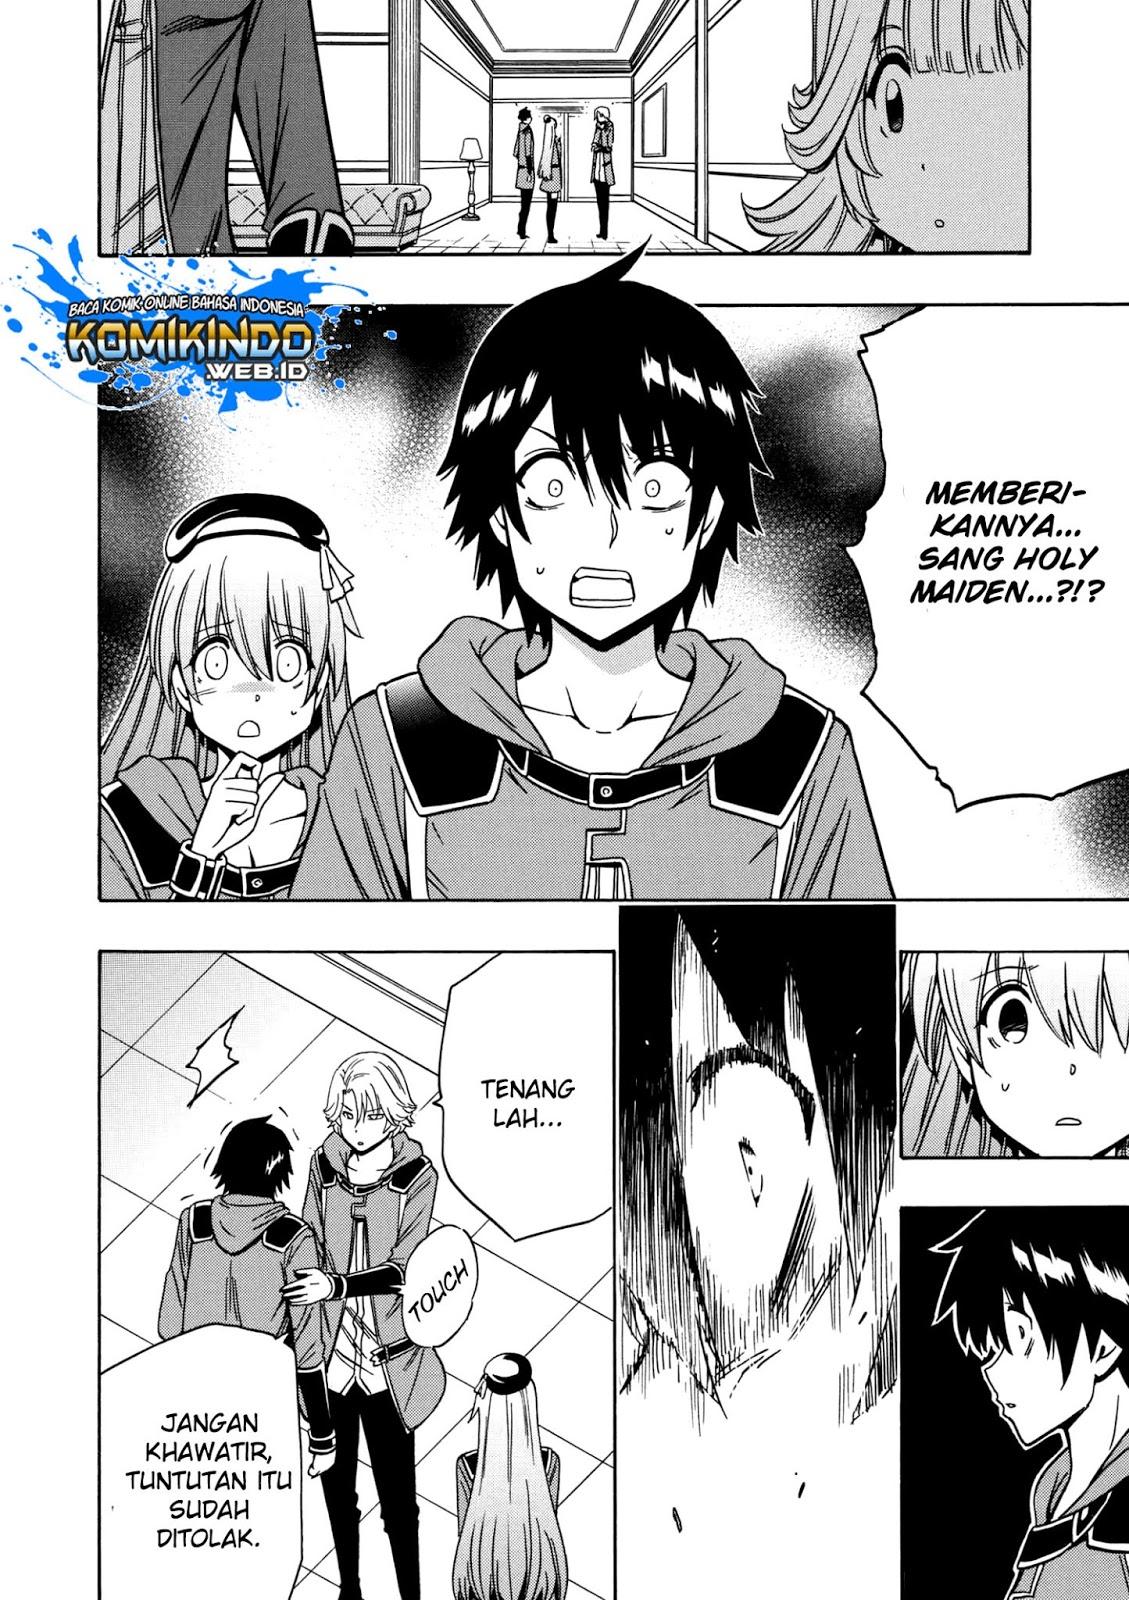 BACA KOMIK ONLINE BAHASA INDONESIA
KOMIKINDO
.WEB.ID
MEMBERI-
KANNYA...
SANG HOLY
MAIDEN...?!?
TENANG
LAH...
TOUCH
JANGAN
KHAWATIR,
TUNTUTAN ITU
SUDAH
DITOLAK.